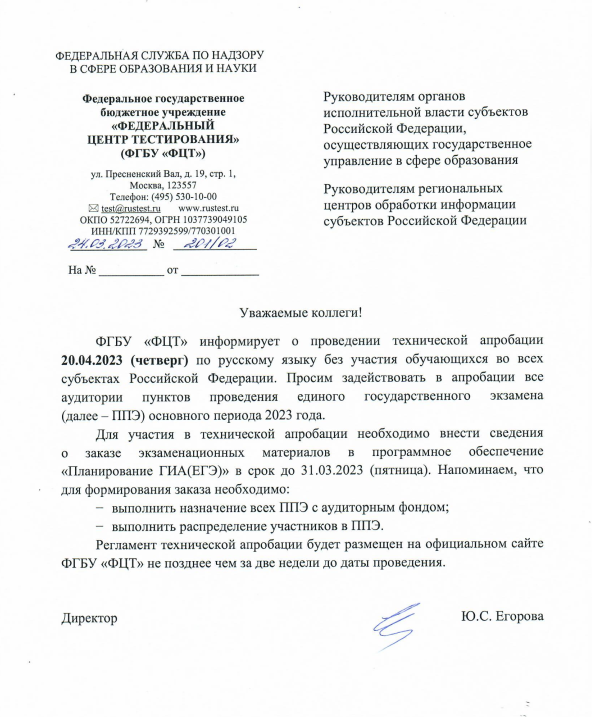 ФЕДЕРАЛЬНАЯ СЛУЖБА ПО НАДЗОРУ
В СФЕРЕ ОБРАЗОВАНИЯ И НАУКИ
Федеральное государственное
бюджетное учреждение
«ФЕДЕРАЛЬНЫЙ
ЦЕНТР ТЕСТИРОВАНИЯ»
(ФГБУ «ФЦТ»)
ул. Пресненский Вал, д. 19, стр. 1,
Москва, 123557
Телефон: (495) 530-10-00
test@rustest.ru www.rustest.ru
ОКПО 52722694, ОГРН 1037739049105
ИНН/КПП 7729392599/770301001
24.03.2023 № 201/02
На № ____________ от ______________
Руководителям органов
исполнительной власти субъектов
Российской Федерации,
осуществляющих государственное
управление в сфере образования
Руководителям региональных
центров обработки информации
субъектов Российской Федерации
Уважаемые коллеги!
ФГБУ «ФЦТ» информирует о проведении технической апробации
20.04.2023 (четверг) по русскому языку без участия обучающихся во всех
субъектах Российской Федерации. Просим задействовать в апробации все
аудитории пунктов проведения единого государственного экзамена
(далее – ППЭ) основного периода 2023 года.
Для участия в технической апробации необходимо внести сведения
о заказе экзаменационных материалов в программное обеспечение
«Планирование ГИА(ЕГЭ)» в срок до 31.03.2023 (пятница). Напоминаем, что
для формирования заказа необходимо:
− выполнить назначение всех ППЭ с аудиторным фондом;
− выполнить распределение участников в ППЭ.
Регламент технической апробации будет размещен на официальном сайте
ФГБУ «ФЦТ» не позднее чем за две недели до даты проведения.
Директор Ю.С. Егорова